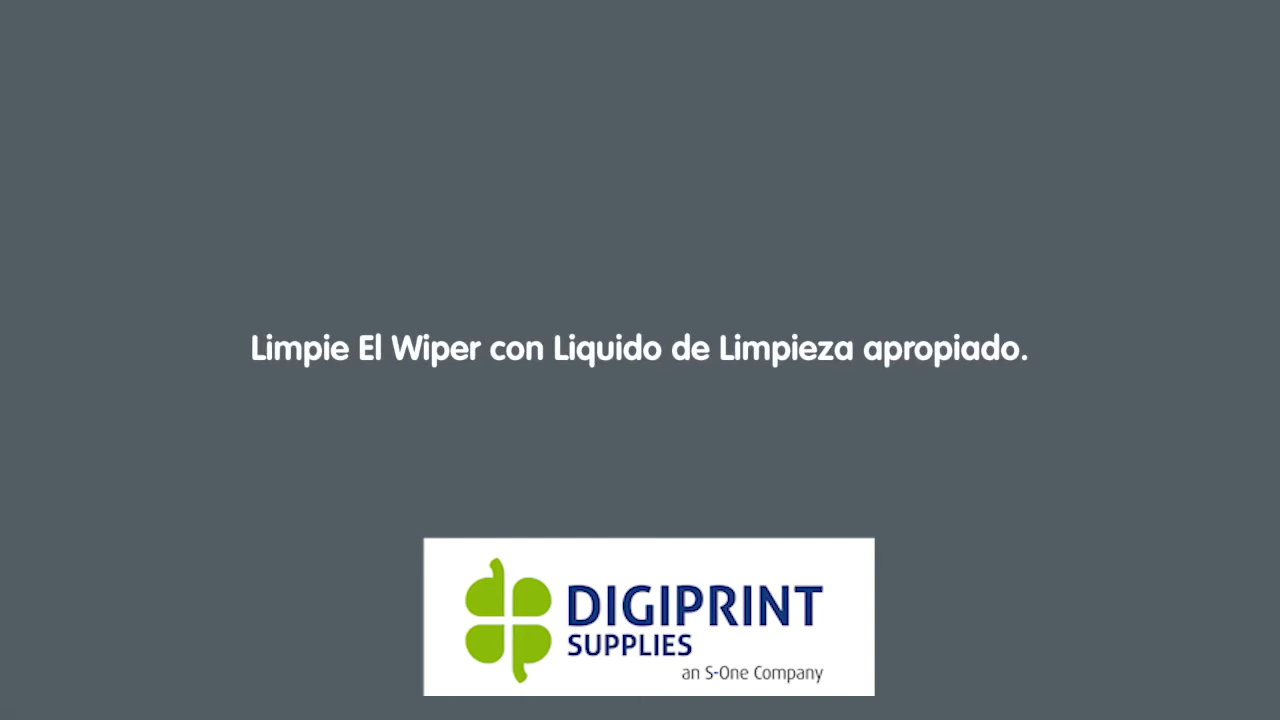 Limpie El Wiper con Liquido de Limpieza apropiado.
DIGIPRINT
SUPPLIES
an S-One Company